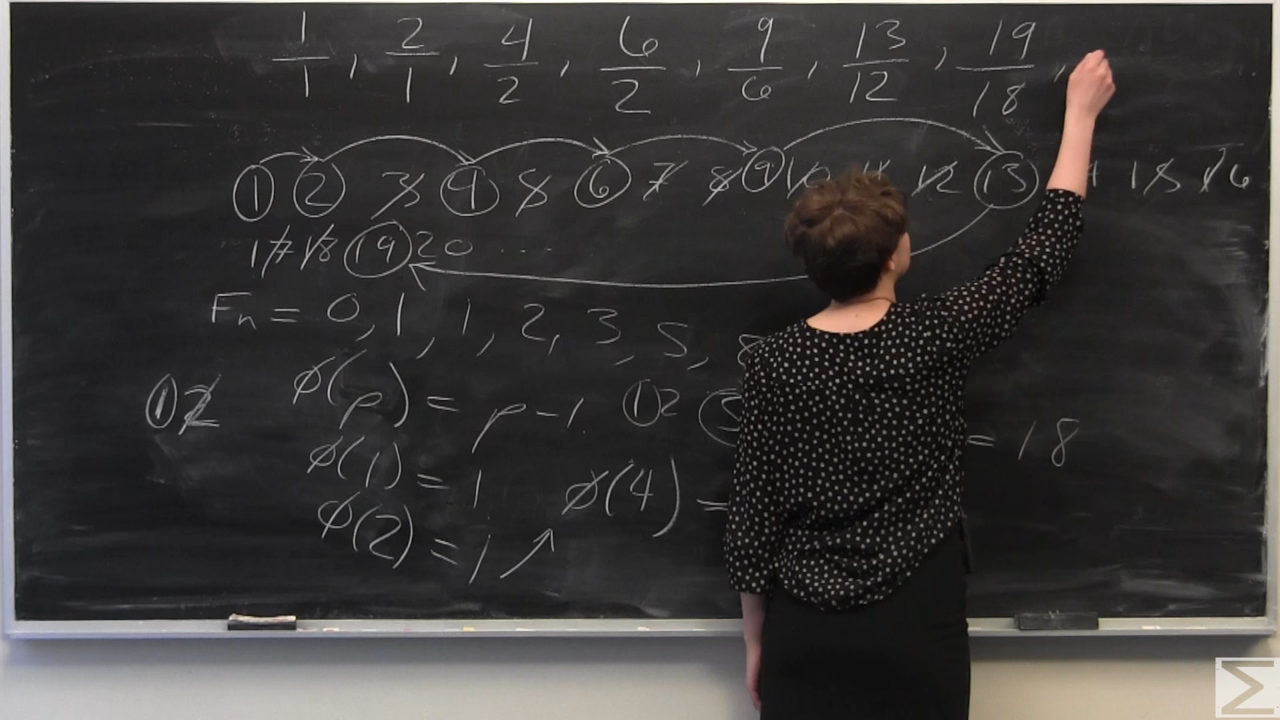 1/1, 2/1, 4/2, 6/2, 9/6, 13/12, 19/18,
1 2 3 4 5 6 7 8 9 10 11 12 13 15 16
17 18 19 20 ...
Fn = 0, 1, 1, 2, 3, 5, 8
1 2 ϕ(p) = p-1. 1 2 = 18
ϕ(1) = 1 ϕ(4) =
ϕ(2) = 1
Σ